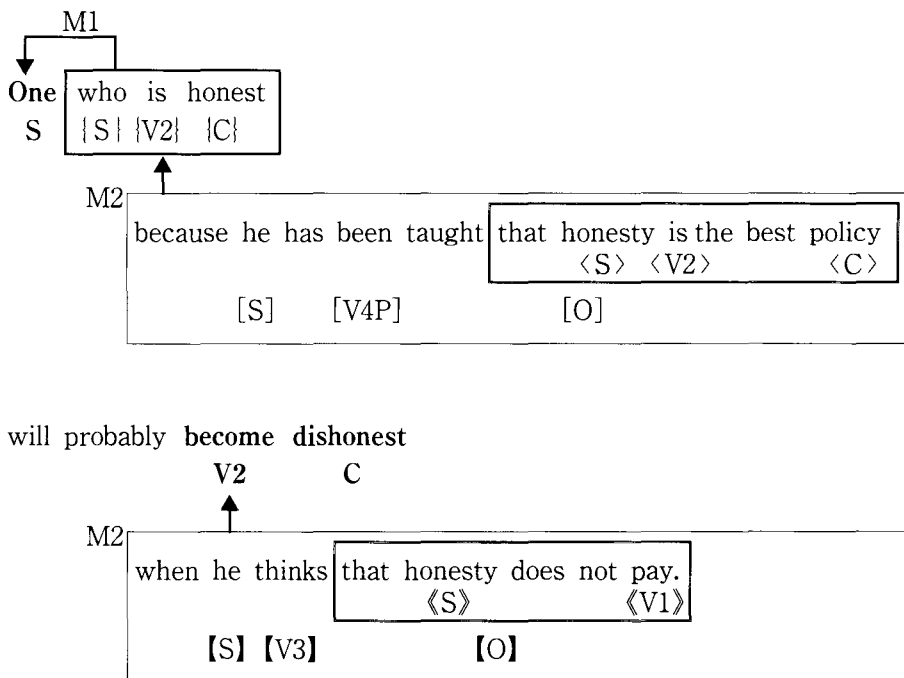 M1
One who is honest
S {S} {V2} {C}
M2
because he has been taught that honesty is the best policy
〈S〉 〈V2〉 〈C〉
[S] [V4P] [O]
will probably become dishonest
V2 C
M2
when he thinks that honesty does not pay.
《S》 《V1》
【S】 【V3】 【O】